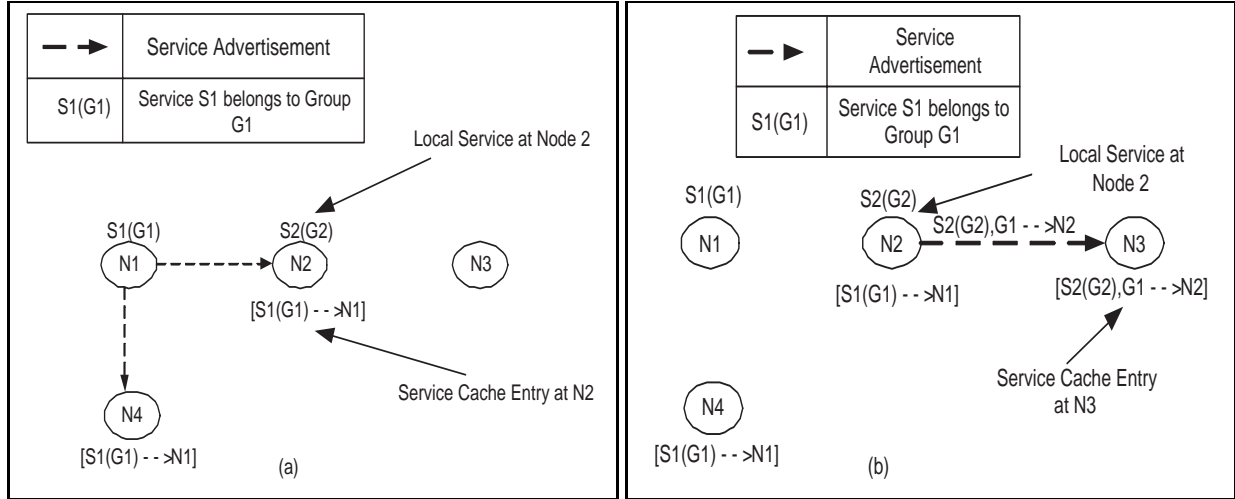 Service Advertisement
S1(G1)
Service S1 belongs to Group
G1
Local Service at Node 2
S1(G1)
S2(G2)
N1
N2
N3
[S1(G1) - - >N1]
Service Cache Entry at N2
N4
[S1(G1) - - >N1]
(a)
Service
Advertisement
S1(G1)
Service S1 belongs to
Group G1
Local Service at
Node 2
S1(G1)
S2(G2)
S2(G2),G1 - - >N2
N1
N2
N3
[S1(G1) - - >N1]
[S2(G2),G1 - - >N2]
Service Cache Entry
at N3
N4
[S1(G1) - - >N1]
(b)